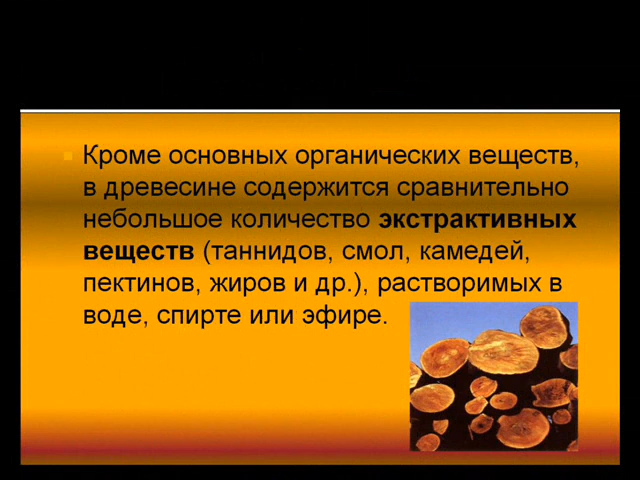 Кроме основных органических веществ,
в древесине содержится сравнительно
небольшое количество экстрактивных
веществ (таннидов, смол, камедей,
пектинов, жиров и др.), растворимых в
воде, спирте или эфире.